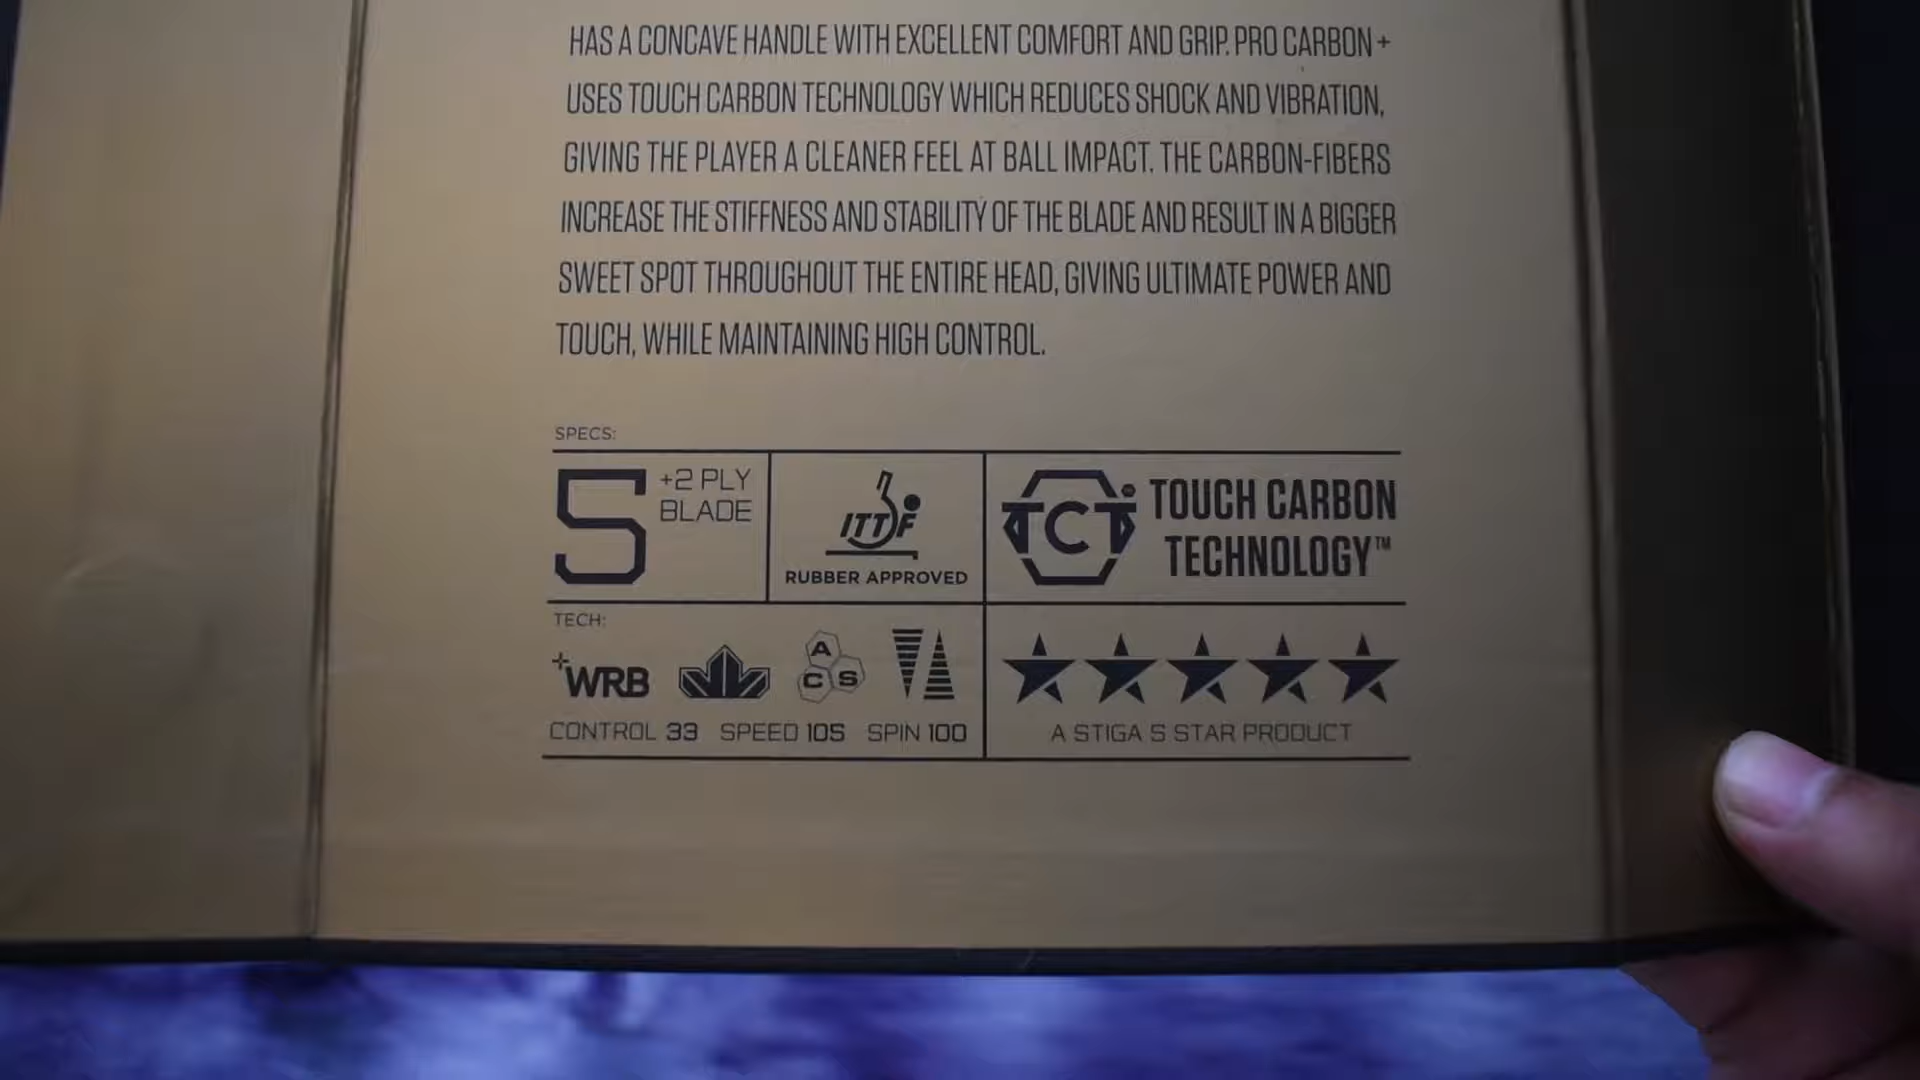 HAS A CONCAVE HANDLE WITH EXCELLENT COMFORT AND GRIP. PRO CARBON +
USES TOUCH CARBON TECHNOLOGY WHICH REDUCES SHOCK AND VIBRATION,
GIVING THE PLAYER A CLEANER FEEL AT BALL IMPACT. THE CARBON-FIBERS
INCREASE THE STIFFNESS AND STABILITY OF THE BLADE AND RESULT IN A BIGGER
SWEET SPOT THROUGHOUT THE ENTIRE HEAD, GIVING ULTIMATE POWER AND
TOUCH, WHILE MAINTAINING HIGH CONTROL.
SPECS:
5 +2 PLY
BLADE
ITTF
RUBBER APPROVED
TCT
TOUCH CARBON
TECHNOLOGY™
TECH:
+WRB
ACS
CONTROL 33 SPEED 105 SPIN 100
A STIGA 5 STAR PRODUCT